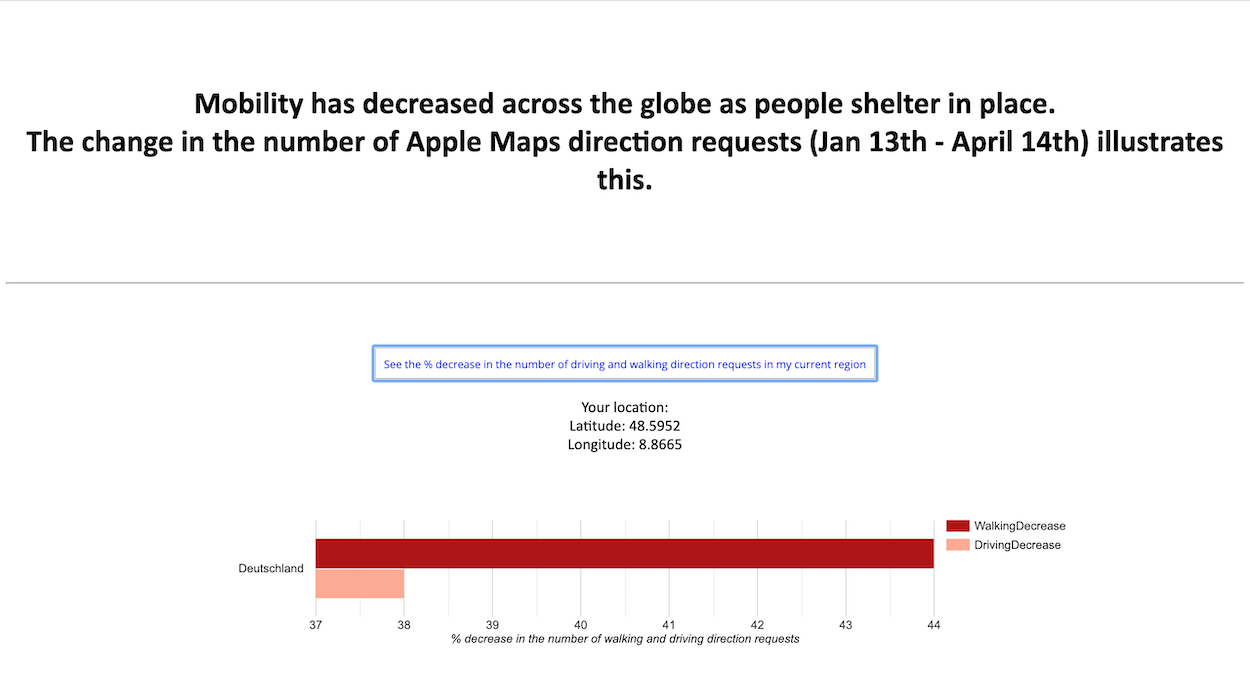 Mobility has decreased across the globe as people shelter in place.
The change in the number of Apple Maps direction requests (Jan 13th - April 14th) illustrates
this.
See the % decrease in the number of driving and walking direction requests in my current region
Your location:
Latitude: 48.5952
Longitude: 8.8665
WalkingDecrease
DrivingDecrease
Deutschland
37 38 39 40 41 42 43 44
% decrease in the number of walking and driving direction requests